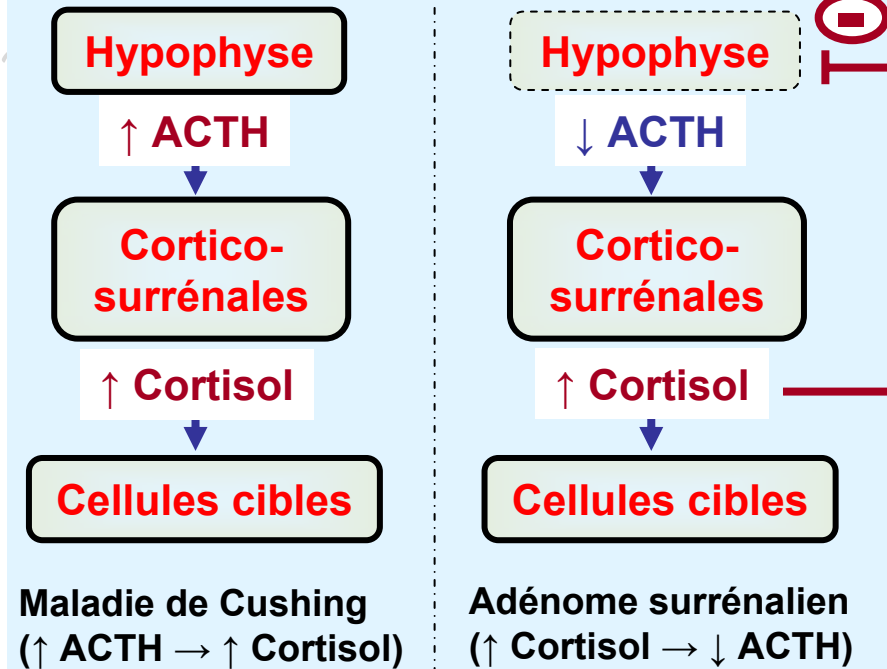 Hypophyse
↑ ACTH
Cortico-
surrénales
↑ Cortisol
Cellules cibles
Maladie de Cushing
(↑ ACTH → ↑ Cortisol)
Hypophyse
↓ ACTH
Cortico-
surrénales
↑ Cortisol
Cellules cibles
Adénome surrénalien
(↑ Cortisol → ↓ ACTH)
-